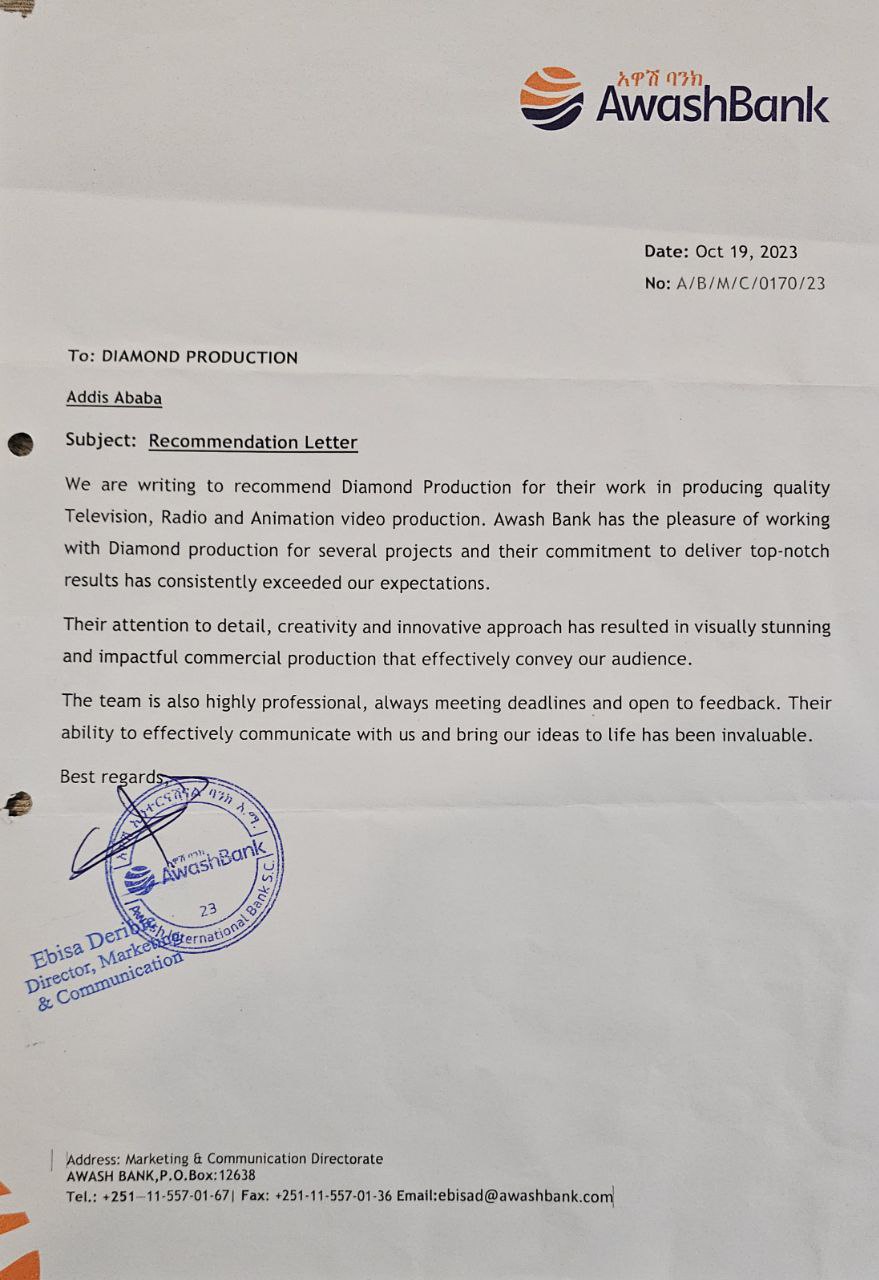 አዋሽ ባንክ
AwashBank
Date: Oct 19, 2023
No: A/B/M/C/0170/23
To: DIAMOND PRODUCTION
Addis Ababa
Subject: Recommendation Letter
We are writing to recommend Diamond Production for their work in producing quality
Television, Radio and Animation video production. Awash Bank has the pleasure of working
with Diamond production for several projects and their commitment to deliver top-notch
results has consistently exceeded our expectations.
Their attention to detail, creativity and innovative approach has resulted in visually stunning
and impactful commercial production that effectively convey our audience.
The team is also highly professional, always meeting deadlines and open to feedback. Their
ability to effectively communicate with us and bring our ideas to life has been invaluable.
Best regards,
አዋሽ ኢንተርናሽናል ባንክ አ.ማ.
አዋሽ ባንክ
AwashBank
23
Awash International Bank S.C.
Ebisa Deribie
Director, Marketing
& Communication
Address: Marketing & Communication Directorate
AWASH BANK,P.O.Box:12638
Tel.: +251-11-557-01-67| Fax: +251-11-557-01-36 Email:ebisad@awashbank.com